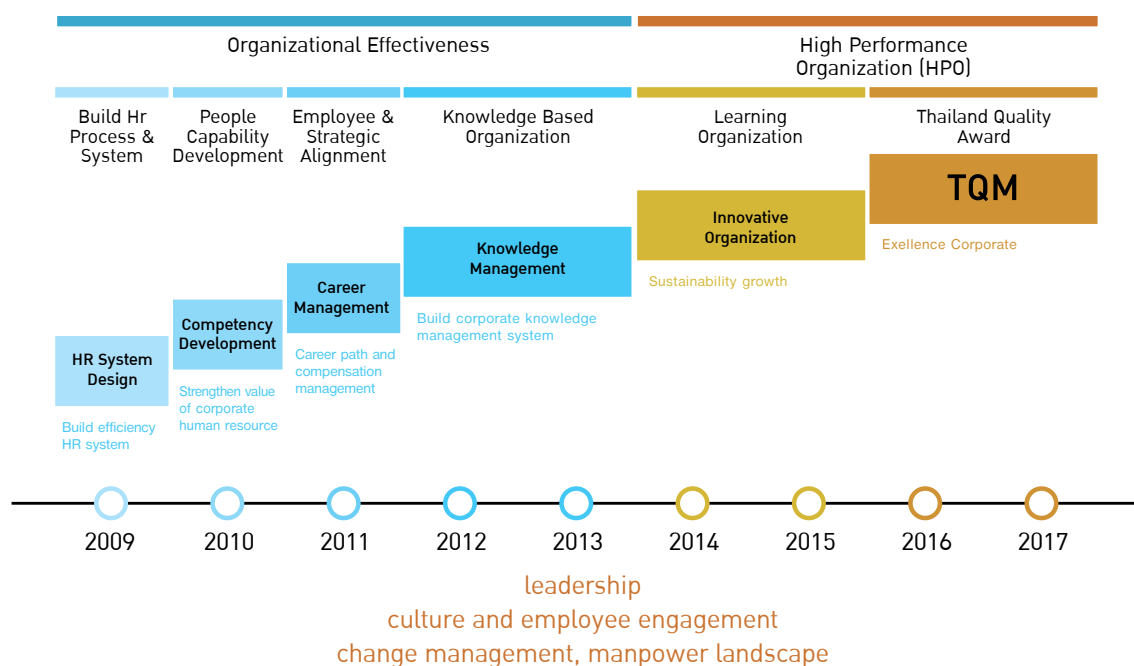 Organizational Effectiveness
High Performance
Organization (HPO)
Build Hr
Process &
System
People
Capability
Development
Employee &
Strategic
Alignment
Knowledge Based
Organization
Learning
Organization
Thailand Quality
Award
TQM
Exellence Corporate
Innovative
Organization
Sustainability growth
Knowledge
Management
Build corporate knowledge
management system
Career
Management
Career path and
compensation
management
Competency
Development
Strengthen value
of corporate
human resource
HR System
Design
Build efficiency
HR system
2009 2010 2011 2012 2013 2014 2015 2016 2017
leadership
culture and employee engagement
change management, manpower landscape